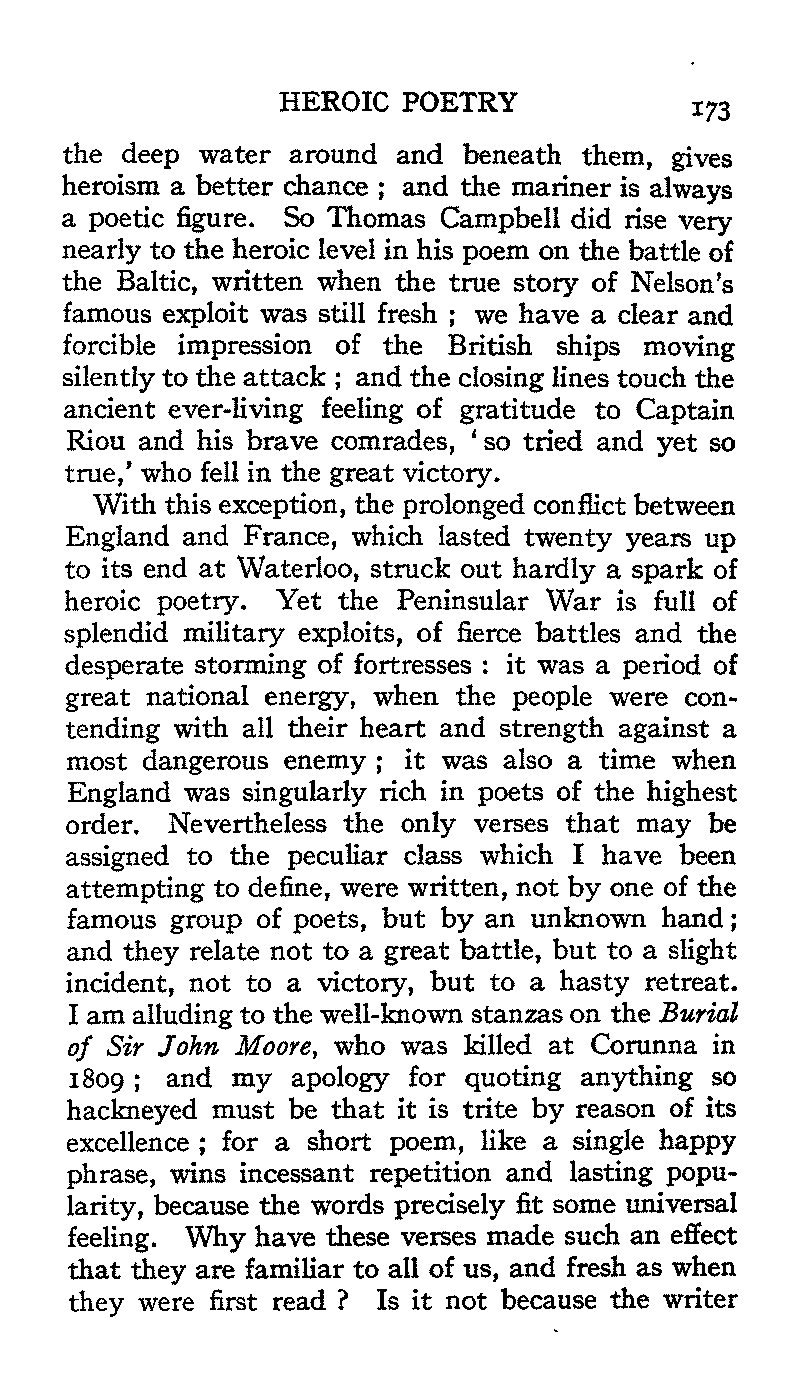 HEROIC POETRY 173
the deep water around and beneath them, gives
heroism a better chance ; and the mariner is always
a poetic figure. So Thomas Campbell did rise very
nearly to the heroic level in his poem on the battle of
the Baltic, written when the true story of Nelson's
famous exploit was still fresh ; we have a clear and
forcible impression of the British ships moving
silently to the attack ; and the closing lines touch the
ancient ever-living feeling of gratitude to Captain
Riou and his brave comrades, ‘ so tried and yet so
true,’ who fell in the great victory.
With this exception, the prolonged conflict between
England and France, which lasted twenty years up
to its end at Waterloo, struck out hardly a spark of
heroic poetry. Yet the Peninsular War is full of
splendid military exploits, of fierce battles and the
desperate storming of fortresses : it was a period of
great national energy, when the people were con-
tending with all their heart and strength against a
most dangerous enemy ; it was also a time when
England was singularly rich in poets of the highest
order. Nevertheless the only verses that may be
assigned to the peculiar class which I have been
attempting to define, were written, not by one of the
famous group of poets, but by an unknown hand ;
and they relate not to a great battle, but to a slight
incident, not to a victory, but to a hasty retreat.
I am alluding to the well-known stanzas on the Burial
of Sir John Moore, who was killed at Corunna in
1809 ; and my apology for quoting anything so
hackneyed must be that it is trite by reason of its
excellence ; for a short poem, like a single happy
phrase, wins incessant repetition and lasting popu-
larity, because the words precisely fit some universal
feeling. Why have these verses made such an effect
that they are familiar to all of us, and fresh as when
they were first read ? Is it not because the writer